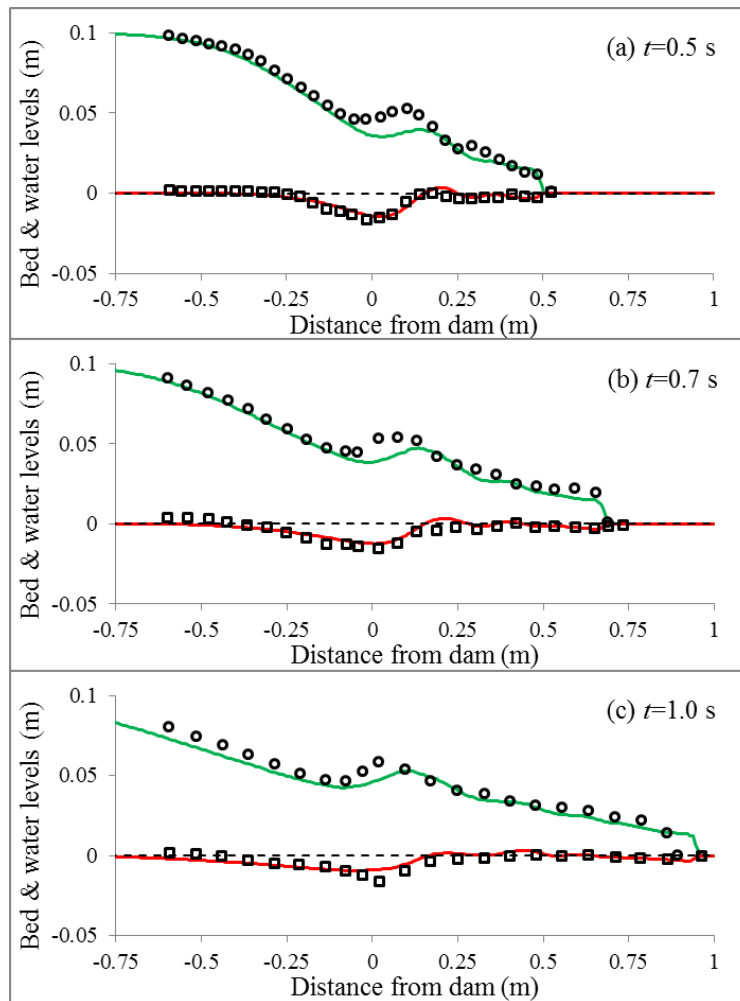 0.1
(a) t=0.5 s
0.05
0
-0.05
Bed & water levels (m)
-0.75 -0.5 -0.25 0 0.25 0.5 0.75 1
Distance from dam (m)
0.1
(b) t=0.7 s
0.05
0
-0.05
Bed & water levels (m)
-0.75 -0.5 -0.25 0 0.25 0.5 0.75 1
Distance from dam (m)
0.1
(c) t=1.0 s
0.05
0
-0.05
Bed & water levels (m)
-0.75 -0.5 -0.25 0 0.25 0.5 0.75 1
Distance from dam (m)